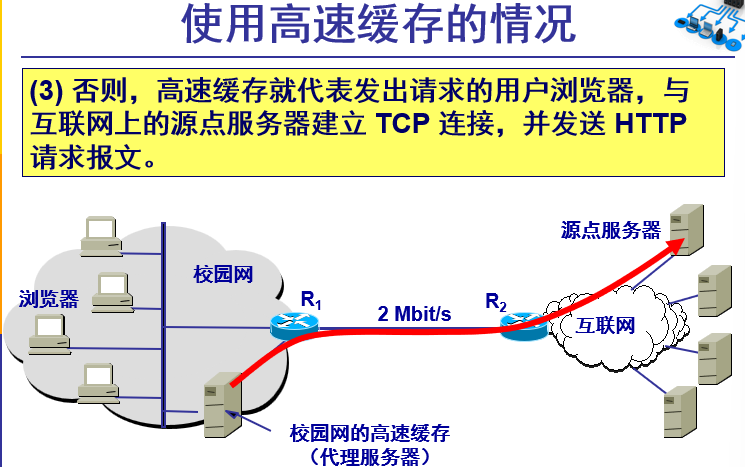 使用高速缓存的情况
(3) 否则，高速缓存就代表发出请求的用户浏览器，与
互联网上的源点服务器建立 TCP 连接，并发送 HTTP
请求报文。
源点服务器
校园网
浏览器
R1
2 Mbit/s
R2
互联网
校园网的高速缓存
（代理服务器）